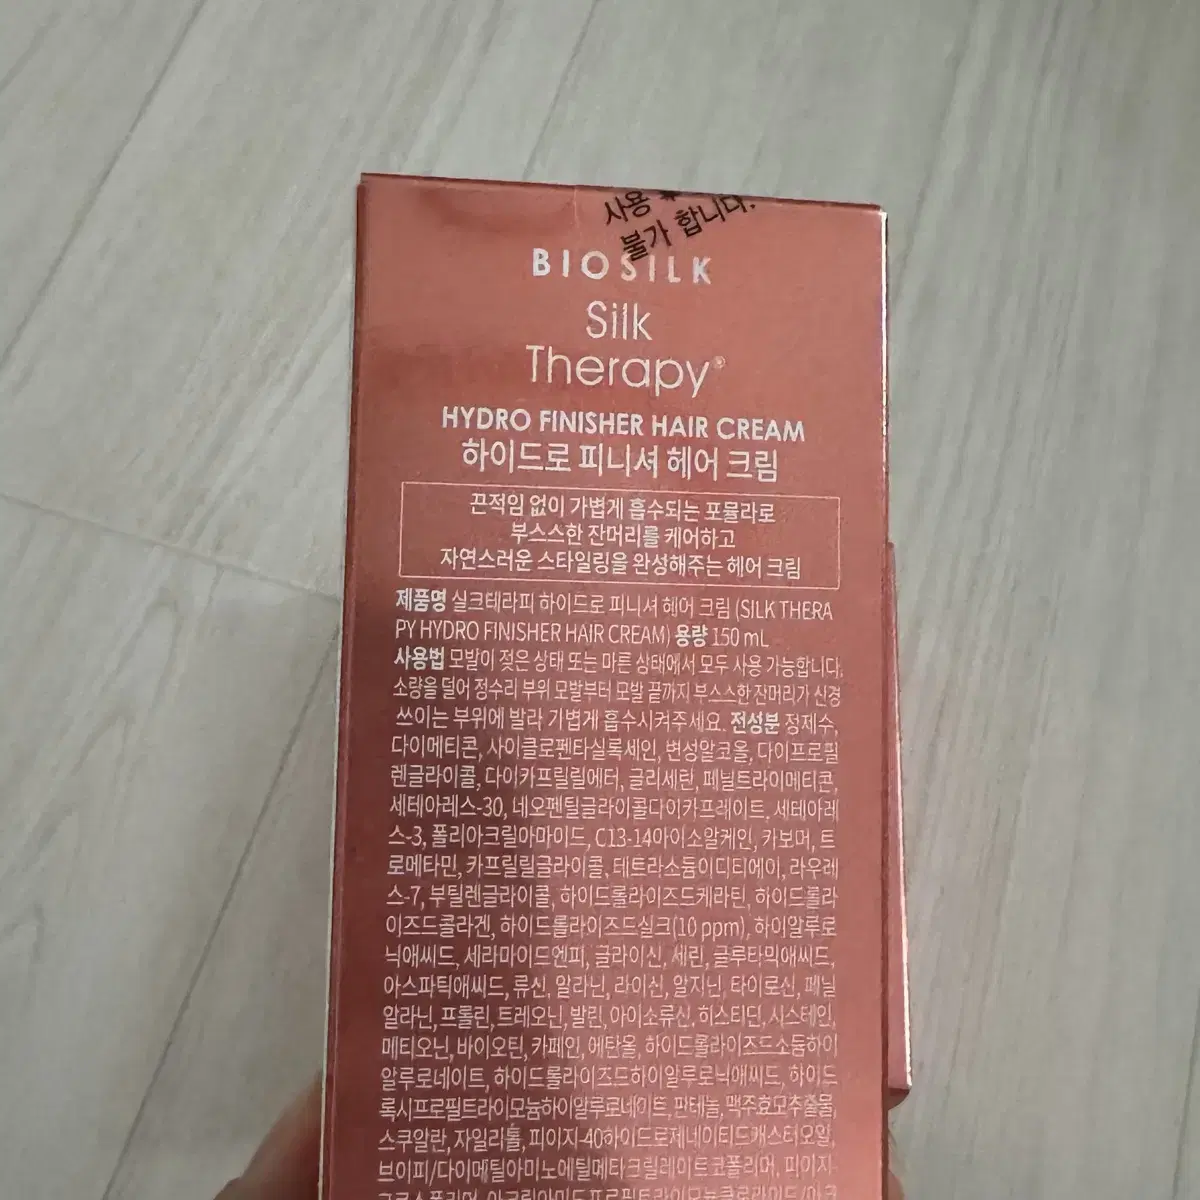 사용
불가 합니다.
BIOSILK
Silk
Therapy®
HYDRO FINISHER HAIR CREAM
하이드로 피니셔 헤어 크림
끈적임 없이 가볍게 흡수되는 포뮬라로
부스스한 잔머리를 케어하고
자연스러운 스타일링을 완성해주는 헤어 크림
제품명 실크테라피 하이드로 피니셔 헤어 크림 (SILK THERA
PY HYDRO FINISHER HAIR CREAM) 용량 150 mL
사용법 모발이 젖은 상태 또는 마른 상태에서 모두 사용 가능합니다.
소량을 덜어 정수리 부위 모발부터 모발 끝까지 부스스한 잔머리가 신경
쓰이는 부위에 발라 가볍게 흡수시켜주세요. 전성분 정제수,
다이메티콘, 사이클로펜타실록세인, 변성알코올, 다이프로필
렌글라이콜, 다이카프릴릴에터, 글리세린, 페닐트라이메티콘,
세테아레스-30, 네오펜틸글라이콜다이카프레이트, 세테아레
스-3, 폴리아크릴아마이드, C13-14아이소알케인, 카보머, 트
로메타민, 카프릴릴글라이콜, 테트라소듐이디티에이, 라우레
스-7, 부틸렌글라이콜, 하이드롤라이즈드케라틴, 하이드롤라
이즈드콜라겐, 하이드롤라이즈드실크(10 ppm), 하이알루로
닉애씨드, 세라마이드엔피, 글라이신, 세린, 글루타믹애씨드,
아스파틱애씨드, 류신, 알라닌, 라이신, 알지닌, 타이로신, 페닐
알라닌, 프롤린, 트레오닌, 발린, 아이소류신, 히스티딘, 시스테인,
메티오닌, 바이오틴, 카페인, 에탄올, 하이드롤라이즈드소듐하이
알루로네이트, 하이드롤라이즈드하이알루로닉애씨드, 하이드
록시프로필트라이모늄하이알루로네이트, 판테놀, 맥주효모추출물,
스쿠알란, 자일리톨, 피이지-40하이드로제네이티드캐스터오일,
브이피/다이메틸아미노에틸메타크릴레이트코폴리머, 피이지-